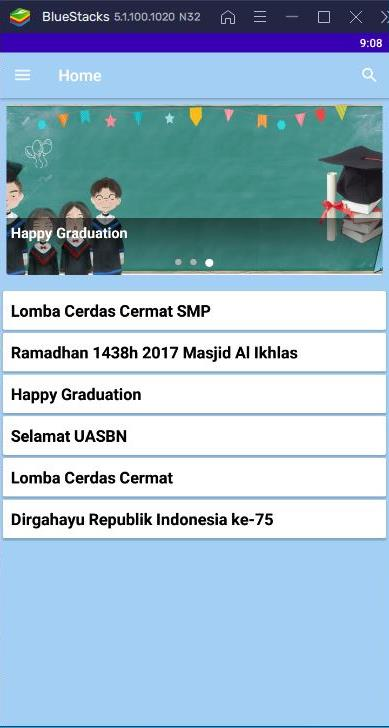 BlueStacks 5.1.100.1020 N32
9:08
Home
Happy Graduation
Lomba Cerdas Cermat SMP
Ramadhan 1438h 2017 Masjid Al Ikhlas
Happy Graduation
Selamat UASBN
Lomba Cerdas Cermat
Dirgahayu Republik Indonesia ke-75